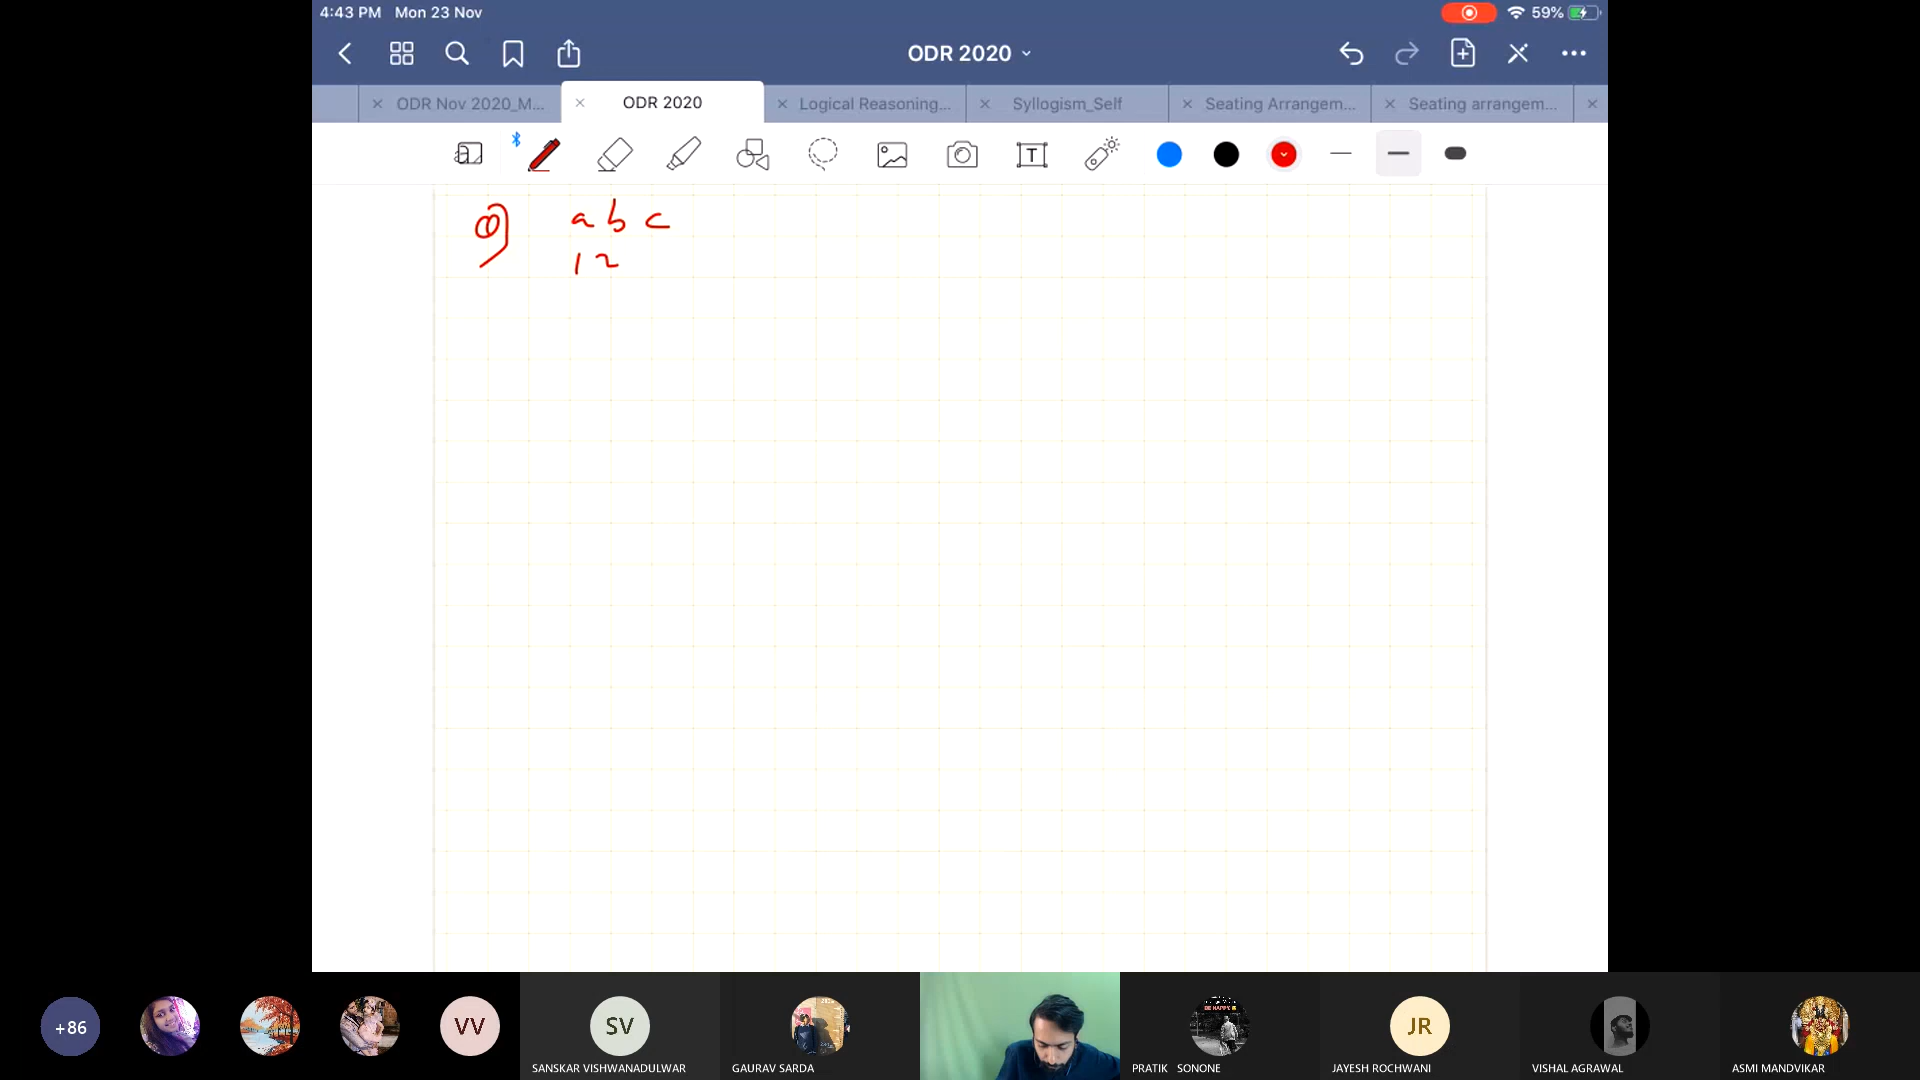 4:43 PM Mon 23 Nov
59%
ODR 2020
ODR Nov 2020_M...
ODR 2020
Logical Reasoning...
Syllogism_Self
Seating Arrangem...
Seating arrangem...
a
T
a b c
1 2
+86
VV
SV
JR
SANSKAR VISHWANADULWAR
GAURAV SARDA
PRATIK SONONE
JAYESH ROCHWANI
VISHAL AGRAWAL
ASMI MANDVIKAR